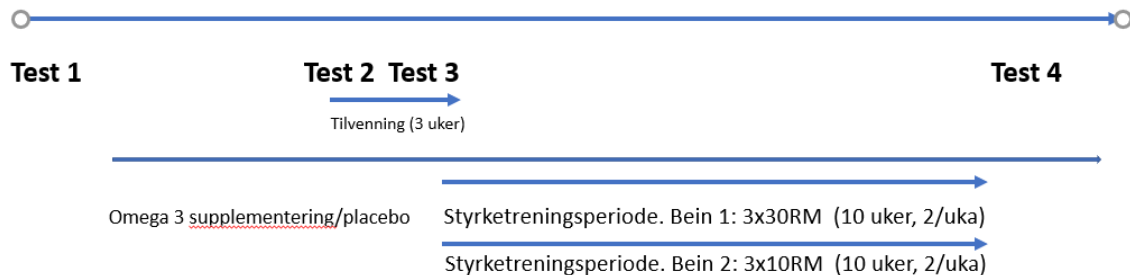 Test 1 Test 2 Test 3 Test 4
Tilvenning (3 uker)
Omega 3 supplementering/placebo Styrketreningsperiode. Bein 1: 3x30RM (10 uker, 2/uka)
Styrketreningsperiode. Bein 2: 3x10RM (10 uker, 2/uka)